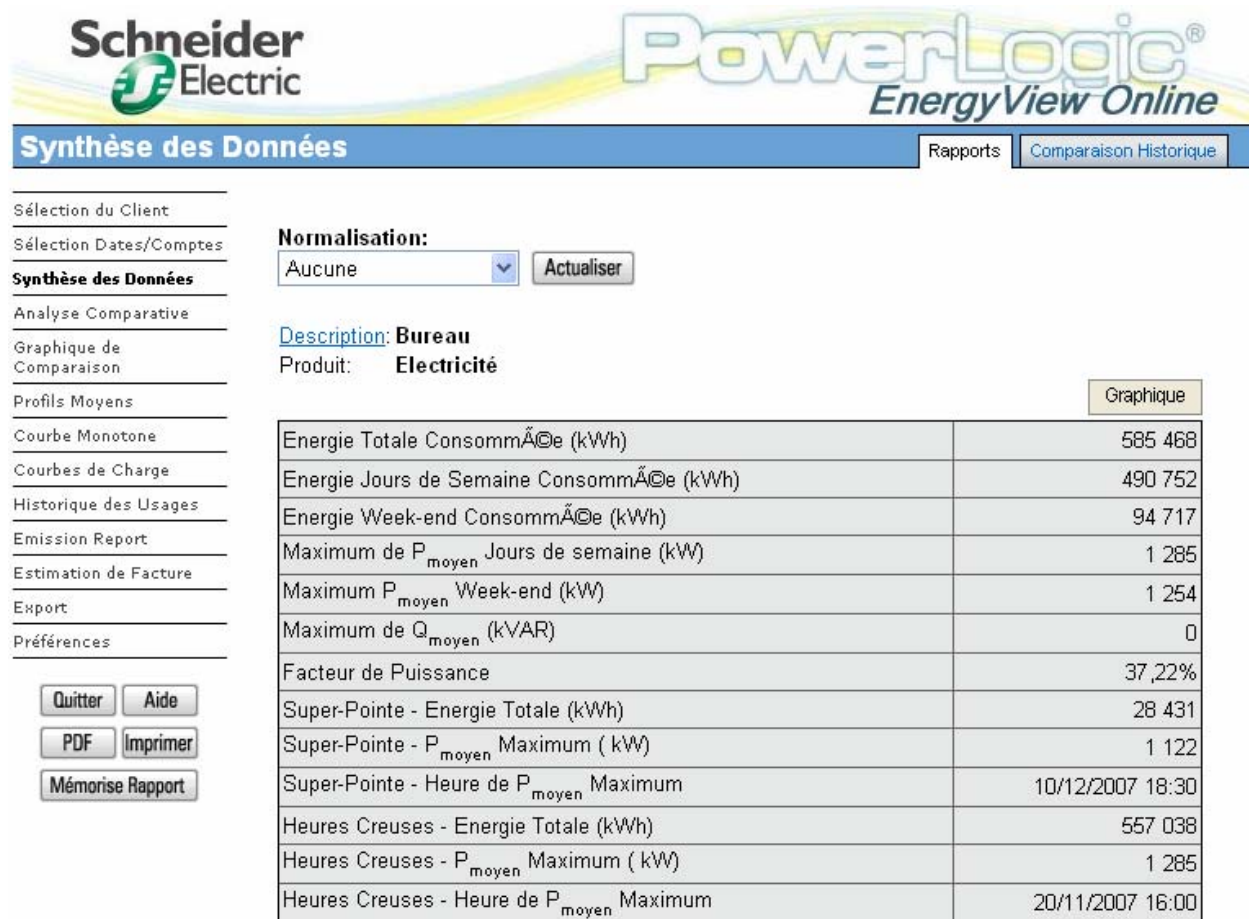 Schneider
Electric
PowerLogic®
EnergyView Online
Synthèse des Données
Rapports
Comparaison Historique
Sélection du Client
Sélection Dates/Comptes
Synthèse des Données
Analyse Comparative
Graphique de
Comparaison
Profils Moyens
Courbe Monotone
Courbes de Charge
Historique des Usages
Emission Report
Estimation de Facture
Export
Préférences
Quitter Aide
PDF Imprimer
Mémorise Rapport
Normalisation:
Aucune Actualiser
Description: Bureau
Produit: Electricité
Graphique
Energie Totale ConsommÃ©e (kWh) 585 468
Energie Jours de Semaine ConsommÃ©e (kWh) 490 752
Energie Week-end ConsommÃ©e (kWh) 94 717
Maximum de Pmoyen Jours de semaine (kW) 1 285
Maximum Pmoyen Week-end (kW) 1 254
Maximum de Qmoyen (kVAR) 0
Facteur de Puissance 37,22%
Super-Pointe - Energie Totale (kWh) 28 431
Super-Pointe - Pmoyen Maximum ( kW) 1 122
Super-Pointe - Heure de Pmoyen Maximum 10/12/2007 18:30
Heures Creuses - Energie Totale (kWh) 557 038
Heures Creuses - Pmoyen Maximum ( kW) 1 285
Heures Creuses - Heure de Pmoyen Maximum 20/11/2007 16:00